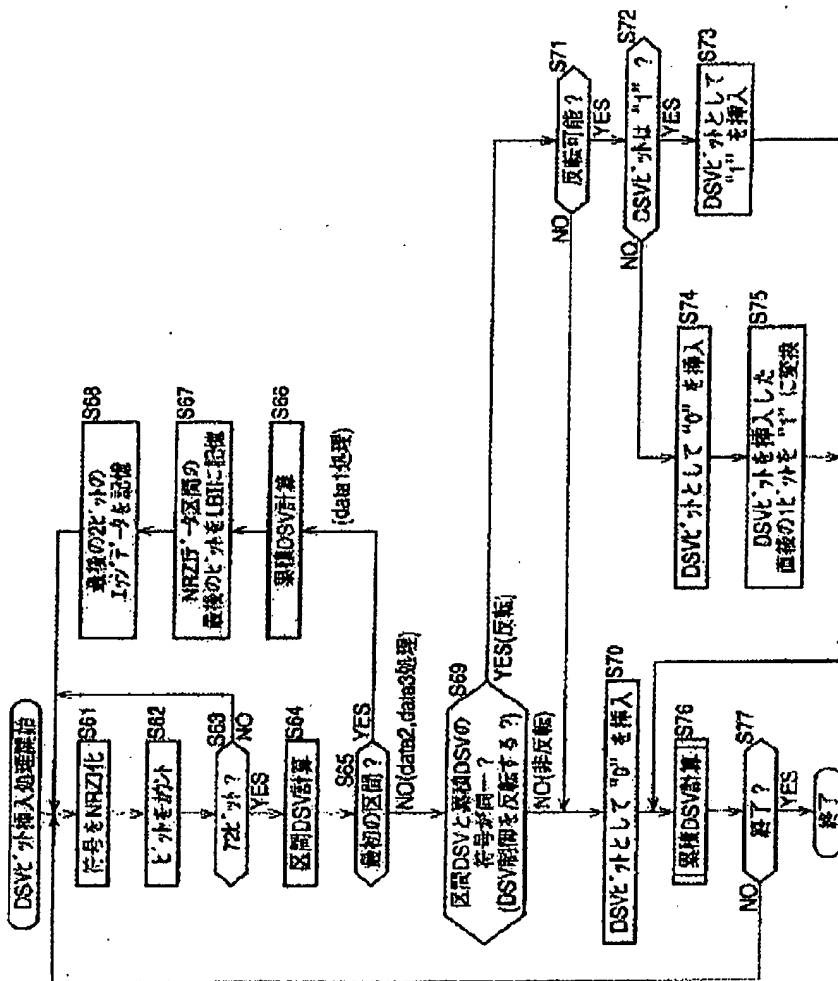 DSVビット挿入処理開始
S61
符号をNRZI化
S62
ビットをカウント
S63
72ビット?
NO
YES
S64
区間DSV計算
S65
最初の区間?
YES
(data1処理)
S66
累積DSV計算
S67
NRZIデータ区間の
最後のビットをLBIに記憶
S68
最後の2ビットの
エッジデータを記憶
NO(data2,data3処理)
S69
区間DSVと累積DSVの
符号が同一?
(DSV制御を反転する?)
YES(反転)
NO(非反転)
S70
DSVビットとして "0" を挿入
S71
反転可能?
NO
YES
S72
DSVビットは "1" ?
NO
YES
S73
DSVビットとして
"1" を挿入
S74
DSVビットとして "0" を挿入
S75
DSVビットを挿入した
直後の1ビットを "1" に変換
S76
累積DSV計算
S77
終了?
NO
YES
終了